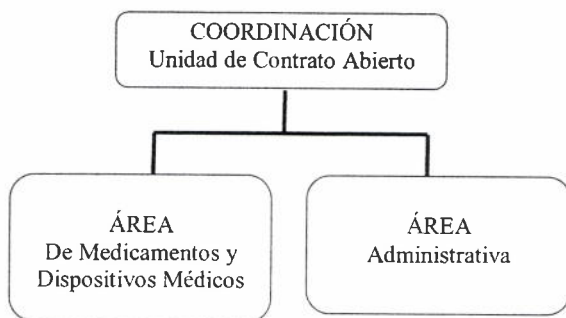 COORDINACIÓN
Unidad de Contrato Abierto
ÁREA
De Medicamentos y
Dispositivos Médicos
ÁREA
Administrativa